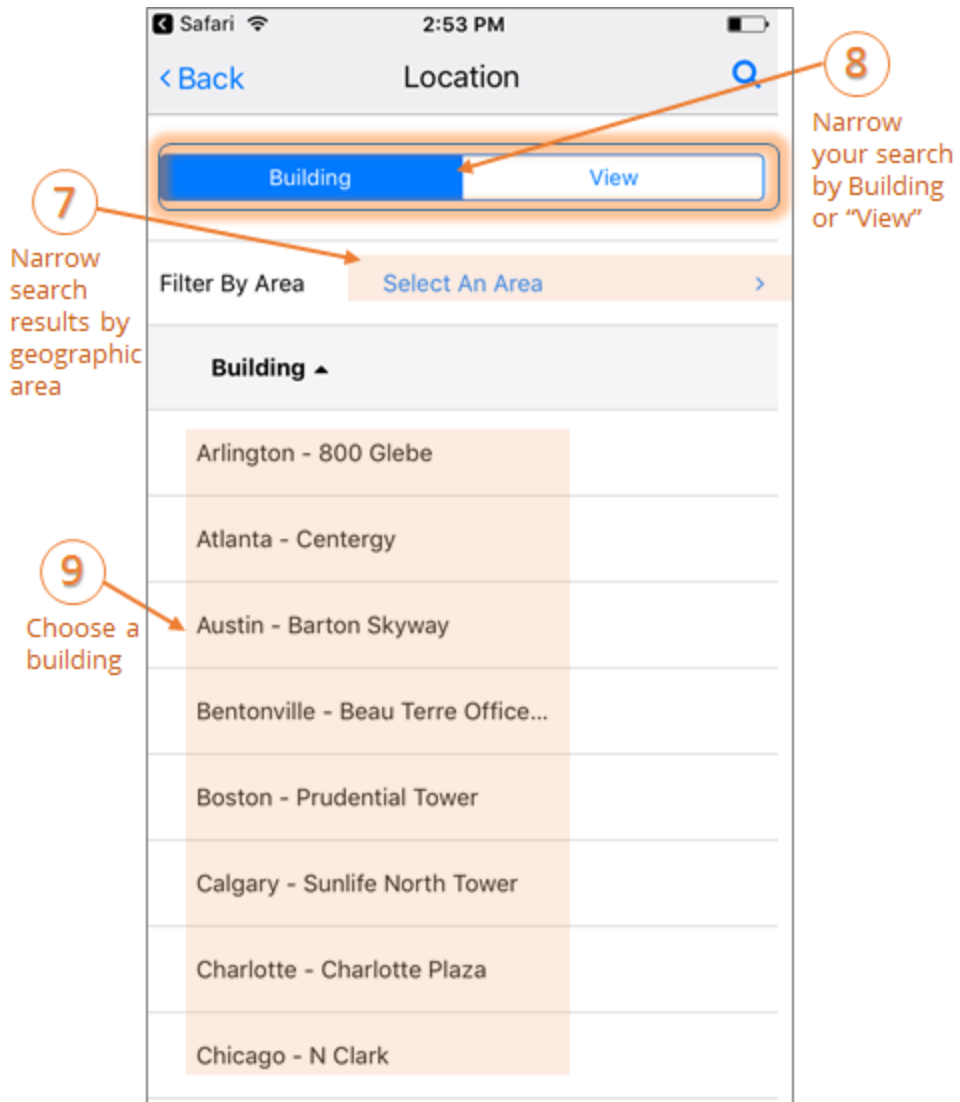 Safari 2:53 PM
< Back Location
8
Narrow
your search
by Building
or “View”
Building View
7
Narrow
search
results by
geographic
area
Filter By Area Select An Area >
Building
Arlington - 800 Glebe
Atlanta - Centergy
9
Choose a
building
Austin - Barton Skyway
Bentonville - Beau Terre Office...
Boston - Prudential Tower
Calgary - Sunlife North Tower
Charlotte - Charlotte Plaza
Chicago - N Clark